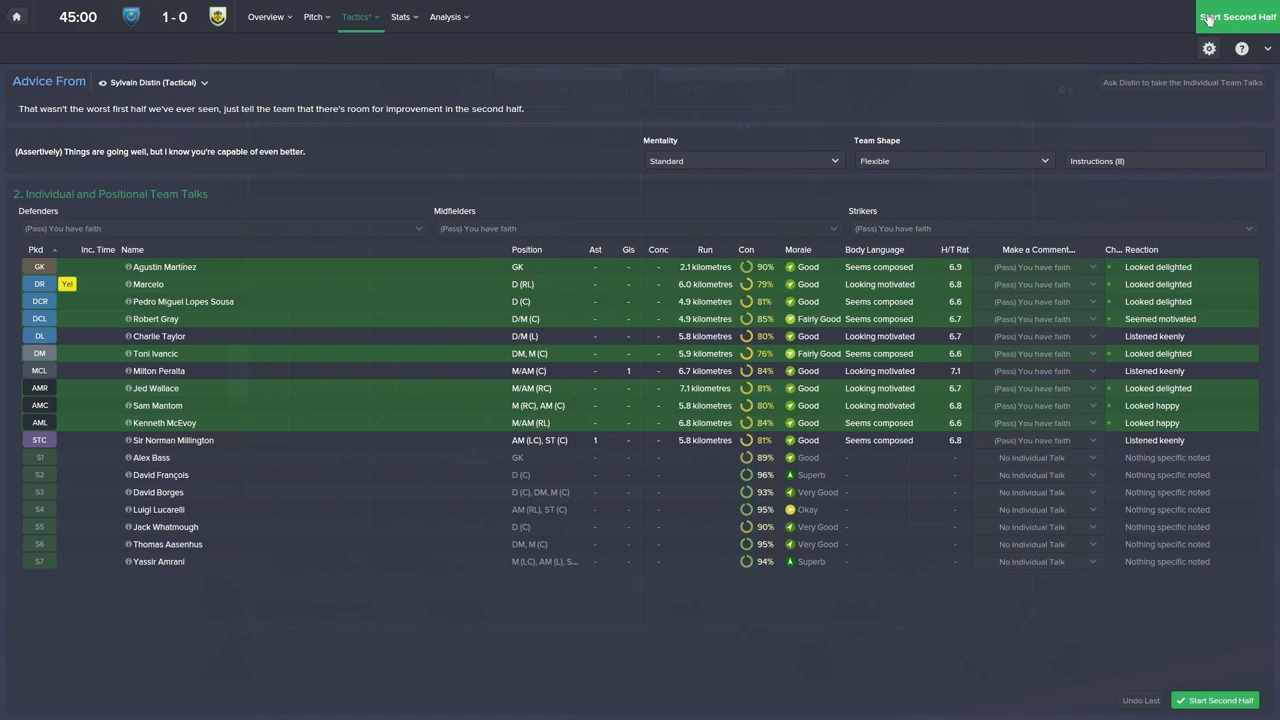 45:00 1 - 0 Overview Pitch Tactics* Stats Analysis Start Second Half
Advice From Sylvain Distin (Tactical) Ask Distin to take the Individual Team Talks
That wasn't the worst first half we've ever seen, just tell the team that there's room for improvement in the second half.
Mentality Team Shape
(Assertively) Things are going well, but I know you're capable of even better.
Standard Flexible Instructions (8)
2. Individual and Positional Team Talks
Defenders Midfielders Strikers
(Pass) You have faith (Pass) You have faith (Pass) You have faith
Pkd Inc. Time Name Position Ast Gls Conc Run Con Morale Body Language H/T Rat Make a Comment... Ch... Reaction
GK Agustín Martínez GK - - - 2.1 kilometres 90% Good Seems composed 6.9 (Pass) You have faith Looked delighted
DR Yel Marcelo D (RL) - - - 6.0 kilometres 79% Good Looking motivated 6.8 (Pass) You have faith Looked delighted
DCR Pedro Miguel Lopes Sousa D (C) - - - 4.9 kilometres 81% Good Seems composed 6.6 (Pass) You have faith Looked delighted
DCL Robert Gray D/M (C) - - - 4.9 kilometres 85% Fairly Good Seems composed 6.7 (Pass) You have faith Seemed motivated
DL Charlie Taylor D/M (L) - - - 5.8 kilometres 80% Good Looking motivated 6.7 (Pass) You have faith Listened keenly
DM Toni Ivancic DM, M (C) - - - 5.9 kilometres 76% Fairly Good Seems composed 6.6 (Pass) You have faith Looked delighted
MCL Milton Peralta M/AM (C) - 1 - 6.7 kilometres 84% Good Looking motivated 7.1 (Pass) You have faith Listened keenly
AMR Jed Wallace M/AM (RC) - - - 7.1 kilometres 81% Good Looking motivated 6.7 (Pass) You have faith Looked delighted
AMC Sam Mantom M (RC), AM (C) - - - 5.8 kilometres 80% Good Looking motivated 6.8 (Pass) You have faith Looked happy
AML Kenneth McEvoy M/AM (RL) - - - 6.8 kilometres 84% Good Seems composed 6.6 (Pass) You have faith Looked happy
STC Sir Norman Millington AM (LC), ST (C) 1 - - 5.8 kilometres 81% Good Seems composed 6.8 (Pass) You have faith Listened keenly
S1 Alex Bass GK 89% Good - - No Individual Talk Nothing specific noted
S2 David François D (C) 96% Superb - - No Individual Talk Nothing specific noted
S3 David Borges D (C), DM, M (C) 93% Very Good - - No Individual Talk Nothing specific noted
S4 Luigi Lucarelli AM (RL), ST (C) 95% Okay - - No Individual Talk Nothing specific noted
S5 Jack Whatmough D (C) 90% Very Good - - No Individual Talk Nothing specific noted
S6 Thomas Aasenhus DM, M (C) 95% Very Good - - No Individual Talk Nothing specific noted
S7 Yassir Amrani M (LC), AM (L), S... 94% Superb - - No Individual Talk Nothing specific noted
Undo Last Start Second Half